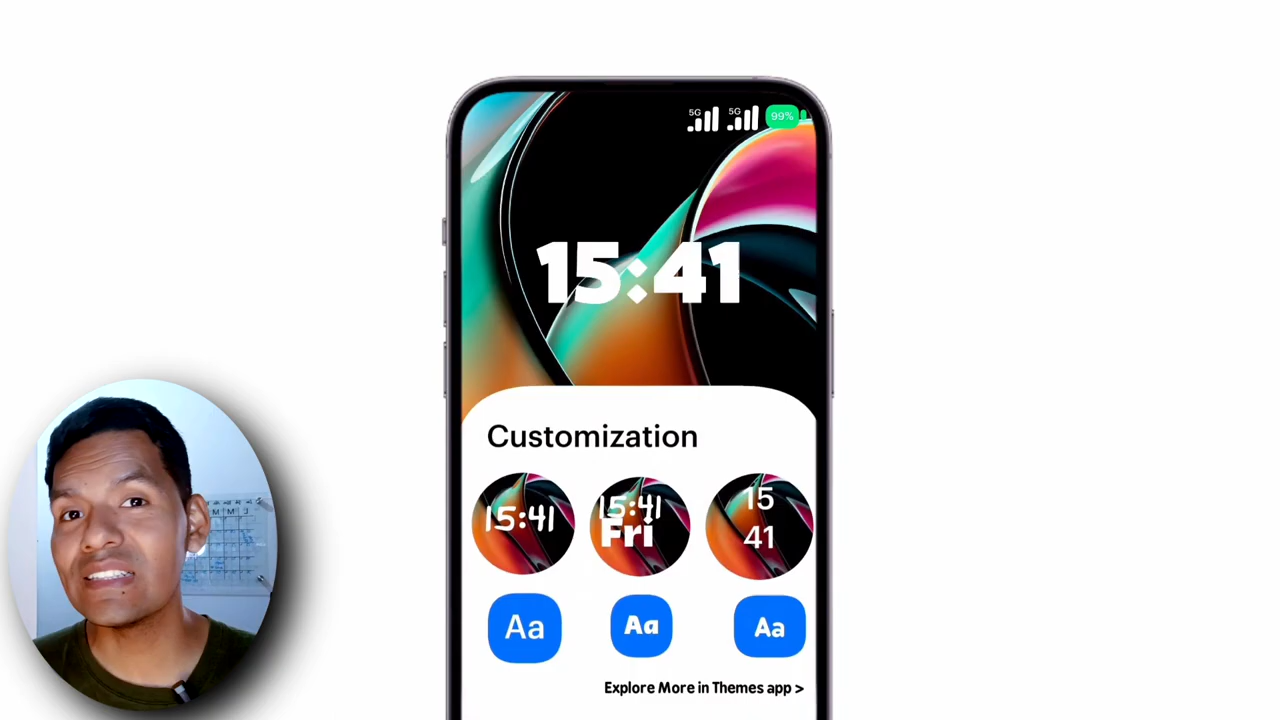 5G 5G 99%
15:41
Customization
15:41
15:41
Fri
15
41
Aa Aa Aa
Explore More in Themes app >
M M J